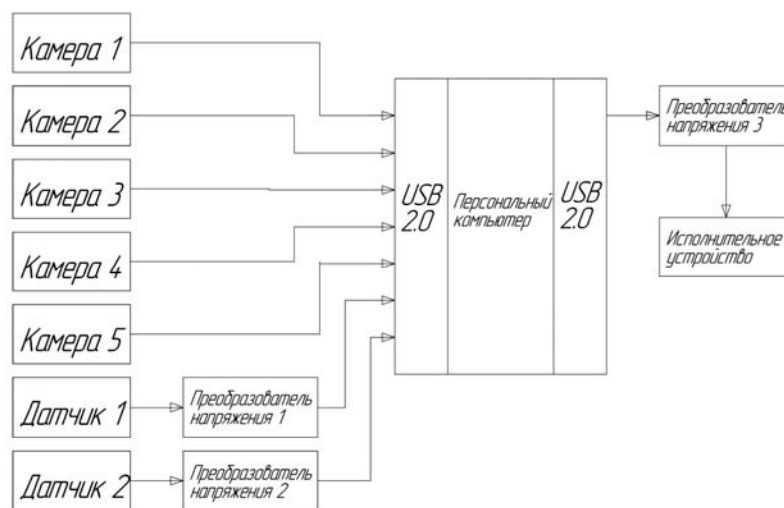 Камера 1
Камера 2
Камера 3
Камера 4
Камера 5
Датчик 1
Датчик 2
Преобразователь
напряжения 1
Преобразователь
напряжения 2
USB
2.0
Персональный
компьютер
USB
2.0
Преобразователь
напряжения 3
Исполнительное
устройство